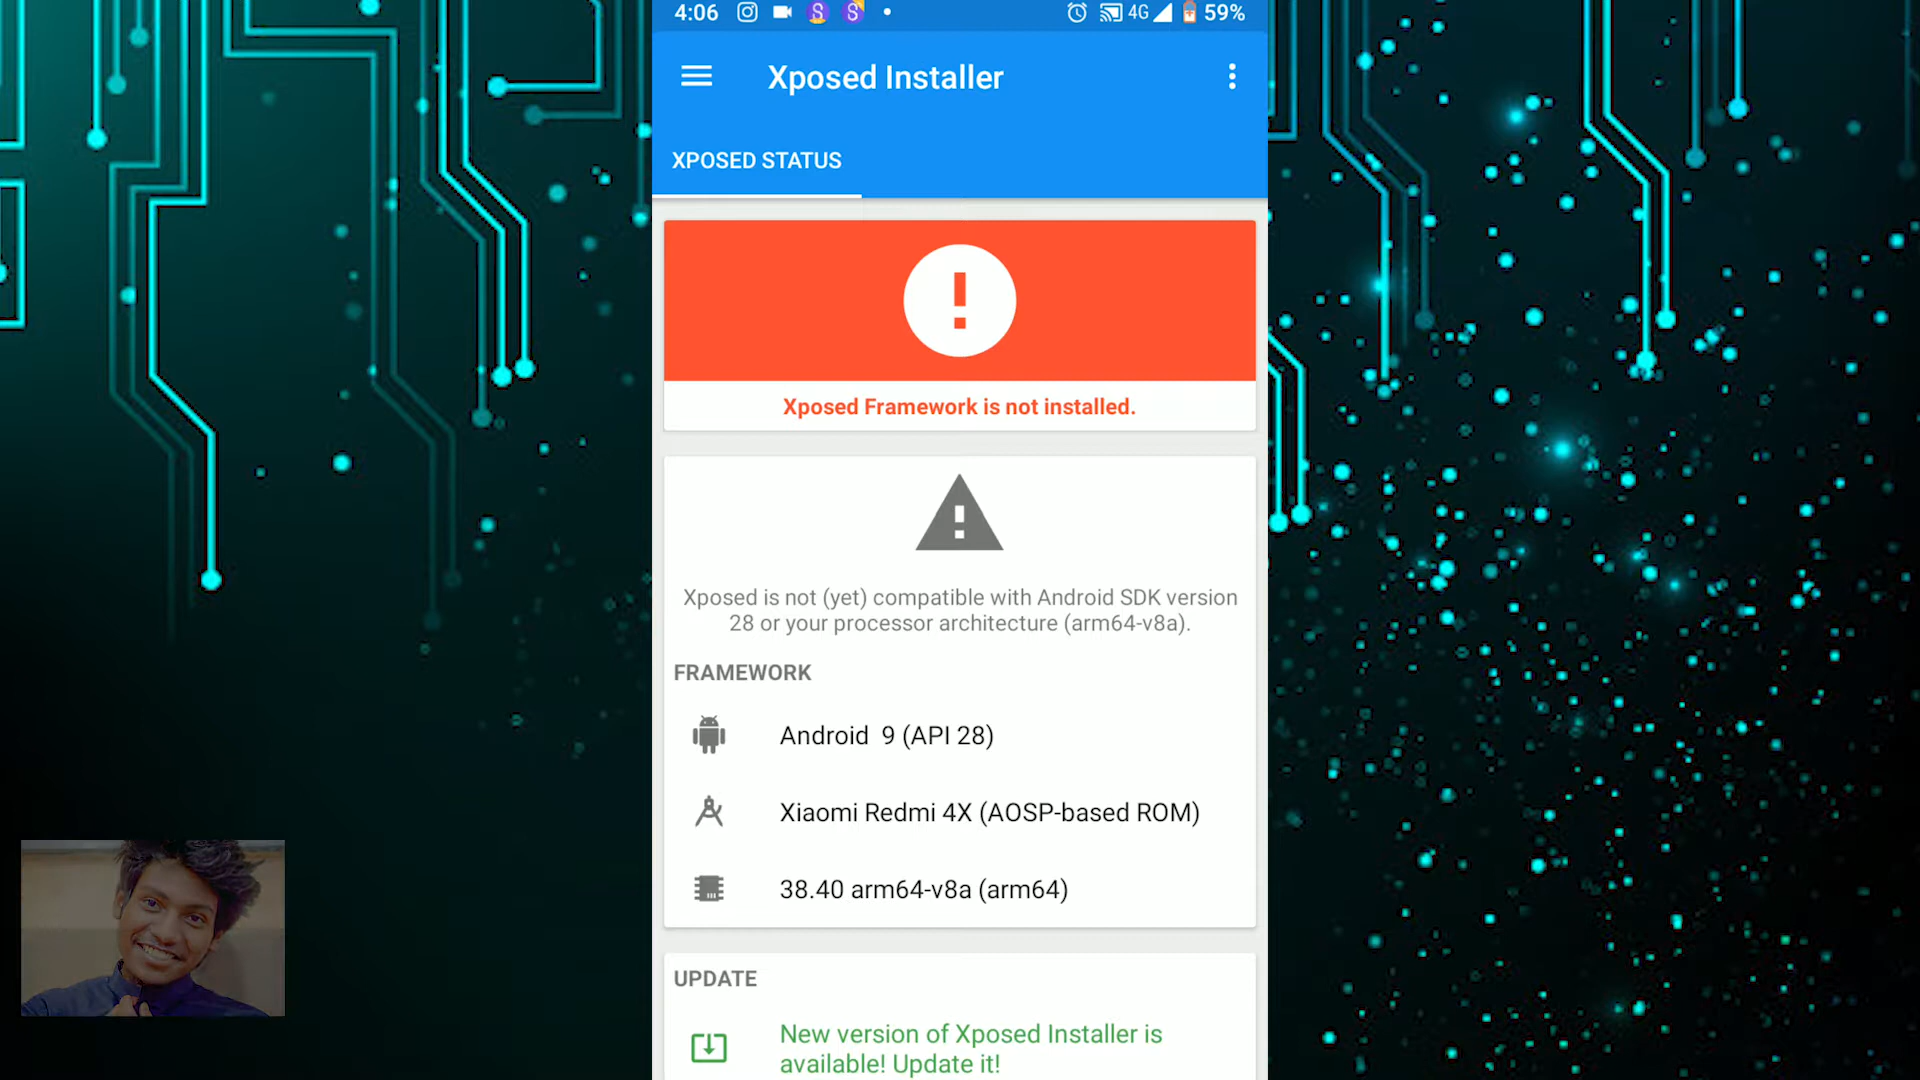 4:06 S S 4G 59%
Xposed Installer
XPOSED STATUS
Xposed Framework is not installed.
Xposed is not (yet) compatible with Android SDK version
28 or your processor architecture (arm64-v8a).
FRAMEWORK
Android 9 (API 28)
Xiaomi Redmi 4X (AOSP-based ROM)
38.40 arm64-v8a (arm64)
UPDATE
New version of Xposed Installer is
available! Update it!